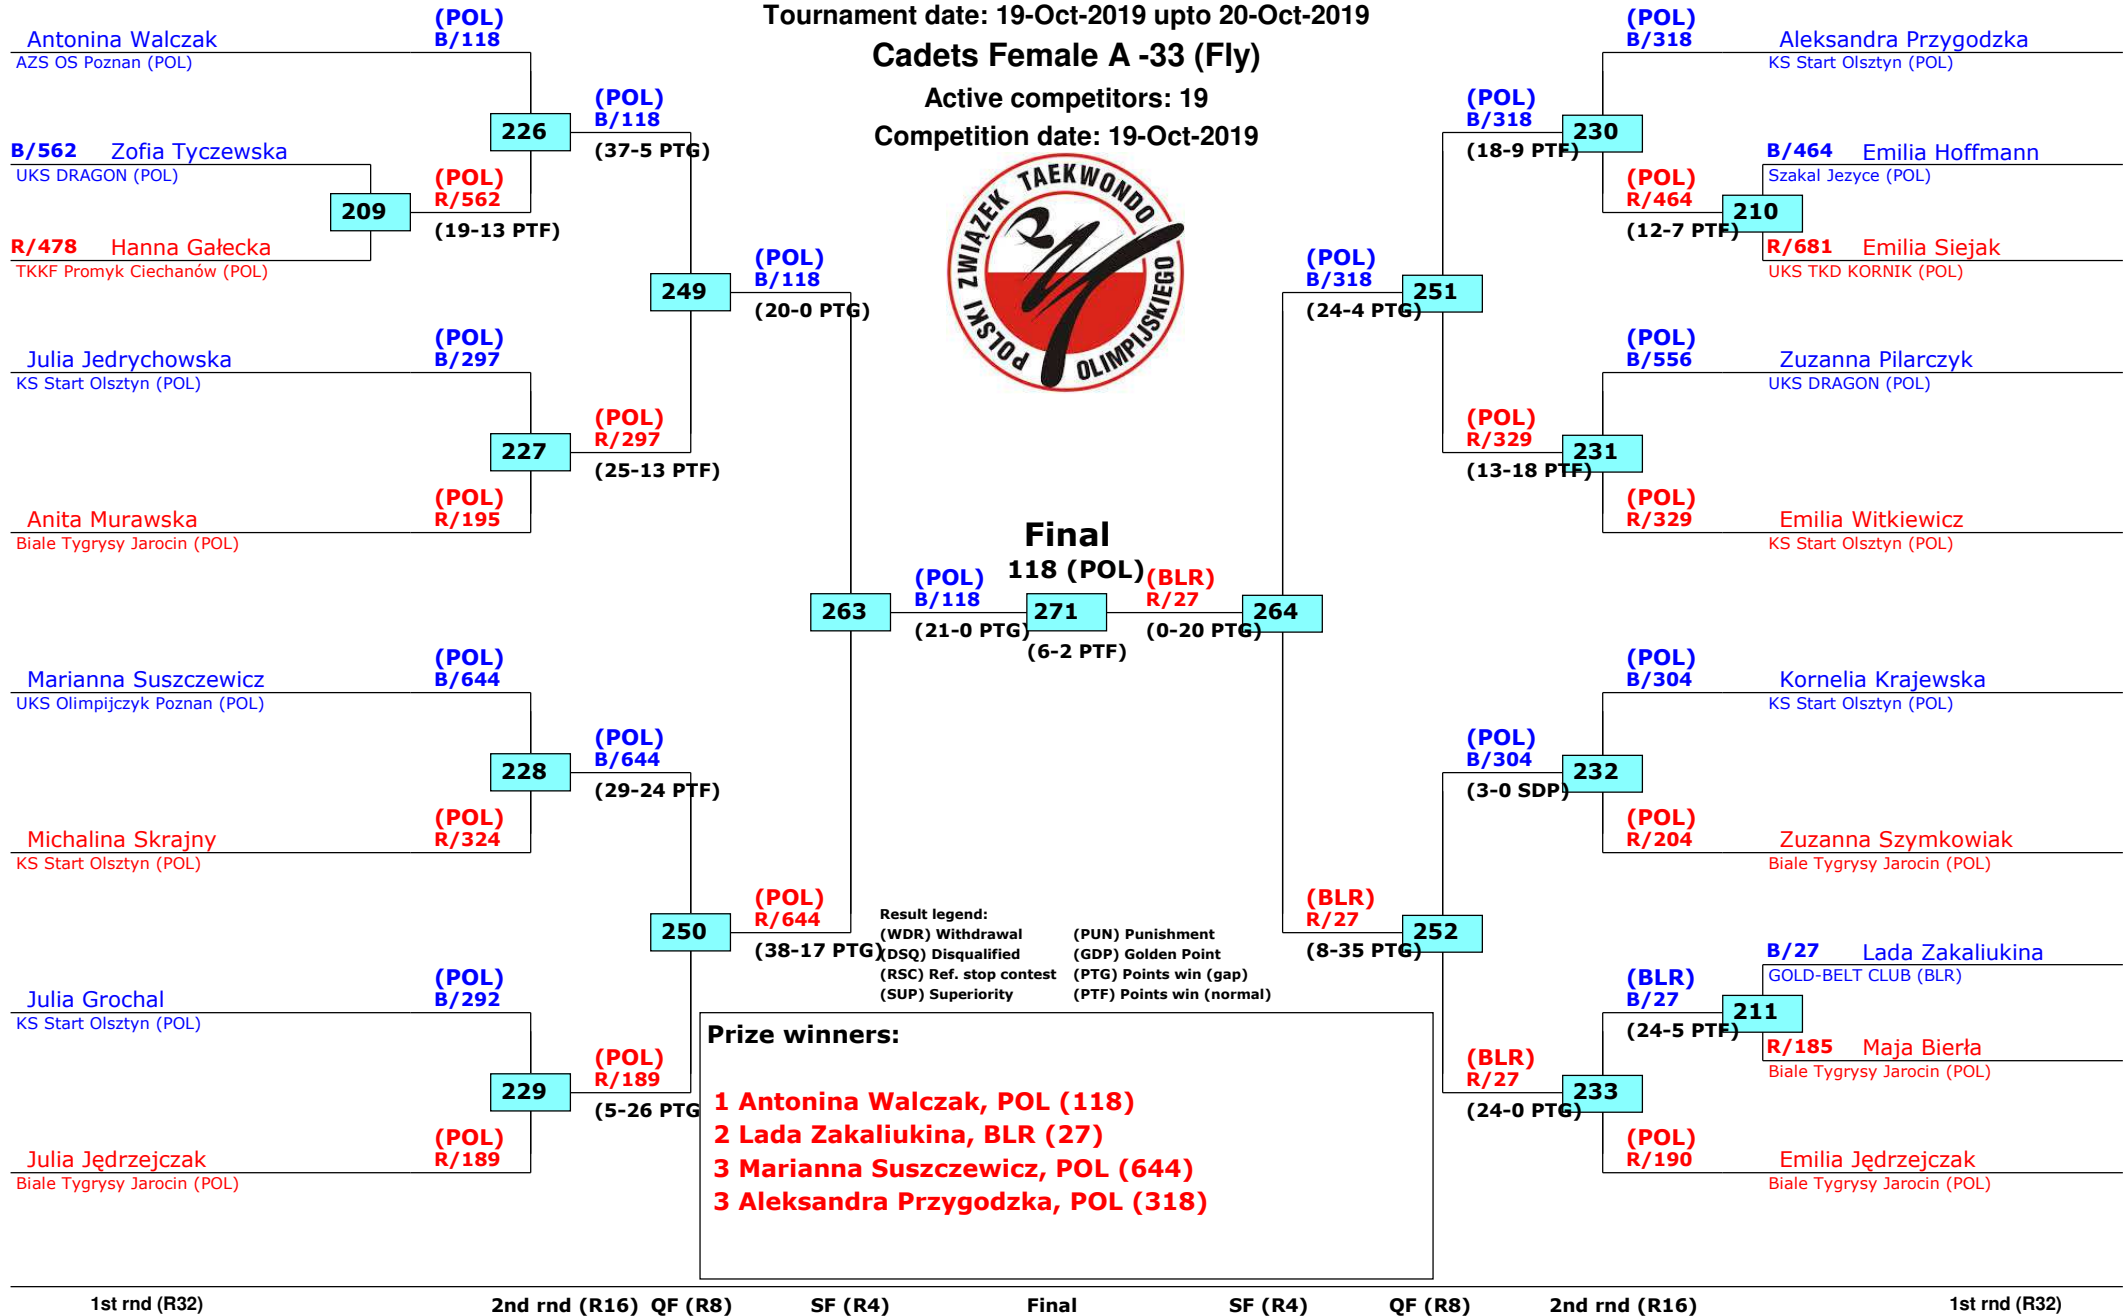 Tournament date: 19-Oct-2019 upto 20-Oct-2019
Cadets Female A -33 (Fly)
Active competitors: 19
Competition date: 19-Oct-2019
POLSKI ZWIĄZEK TAEKWONDO OLIMPIJSKIEGO
Antonina Walczak
AZS OS Poznan (POL)
(POL)
B/118
B/562 Zofia Tyczewska
UKS DRAGON (POL)
R/478 Hanna Gałecka
TKKF Promyk Ciechanów (POL)
209
(POL)
R/562
(19-13 PTF)
226
(POL)
B/118
(37-5 PTG)
Julia Jedrychowska
KS Start Olsztyn (POL)
(POL)
B/297
Anita Murawska
Biale Tygrysy Jarocin (POL)
(POL)
R/195
227
(POL)
R/297
(25-13 PTF)
249
(POL)
B/118
(20-0 PTG)
Marianna Suszczewicz
UKS Olimpijczyk Poznan (POL)
(POL)
B/644
Michalina Skrajny
KS Start Olsztyn (POL)
(POL)
R/324
228
(POL)
B/644
(29-24 PTF)
Julia Grochal
KS Start Olsztyn (POL)
(POL)
B/292
Julia Jędrzejczak
Biale Tygrysy Jarocin (POL)
(POL)
R/189
229
(POL)
R/189
(5-26 PTG
250
(POL)
R/644
(38-17 PTG)
263
(POL)
B/118
(21-0 PTG)
Final
118 (POL)
271
(6-2 PTF)
(BLR)
R/27
(0-20 PTG)
264
(POL)
B/318
(24-4 PTG)
251
(POL)
B/318
(18-9 PTF)
230
(POL)
B/318
Aleksandra Przygodzka
KS Start Olsztyn (POL)
(POL)
R/464
(12-7 PTF)
210
B/464 Emilia Hoffmann
Szakal Jezyce (POL)
R/681 Emilia Siejak
UKS TKD KORNIK (POL)
(POL)
R/329
(13-18 PTF)
231
(POL)
B/556
Zuzanna Pilarczyk
UKS DRAGON (POL)
(POL)
R/329
Emilia Witkiewicz
KS Start Olsztyn (POL)
(BLR)
R/27
(8-35 PTG)
252
(POL)
B/304
(3-0 SDP)
232
(POL)
B/304
Kornelia Krajewska
KS Start Olsztyn (POL)
(POL)
R/204
Zuzanna Szymkowiak
Biale Tygrysy Jarocin (POL)
(BLR)
R/27
(24-0 PTG)
233
(BLR)
B/27
(24-5 PTF)
211
B/27 Lada Zakaliukina
GOLD-BELT CLUB (BLR)
R/185 Maja Bierła
Biale Tygrysy Jarocin (POL)
(POL)
R/190
Emilia Jędrzejczak
Biale Tygrysy Jarocin (POL)
Result legend:
(WDR) Withdrawal (PUN) Punishment
(DSQ) Disqualified (GDP) Golden Point
(RSC) Ref. stop contest (PTG) Points win (gap)
(SUP) Superiority (PTF) Points win (normal)
Prize winners:
1 Antonina Walczak, POL (118)
2 Lada Zakaliukina, BLR (27)
3 Marianna Suszczewicz, POL (644)
3 Aleksandra Przygodzka, POL (318)
1st rnd (R32) 2nd rnd (R16) QF (R8) SF (R4) Final SF (R4) QF (R8) 2nd rnd (R16) 1st rnd (R32)